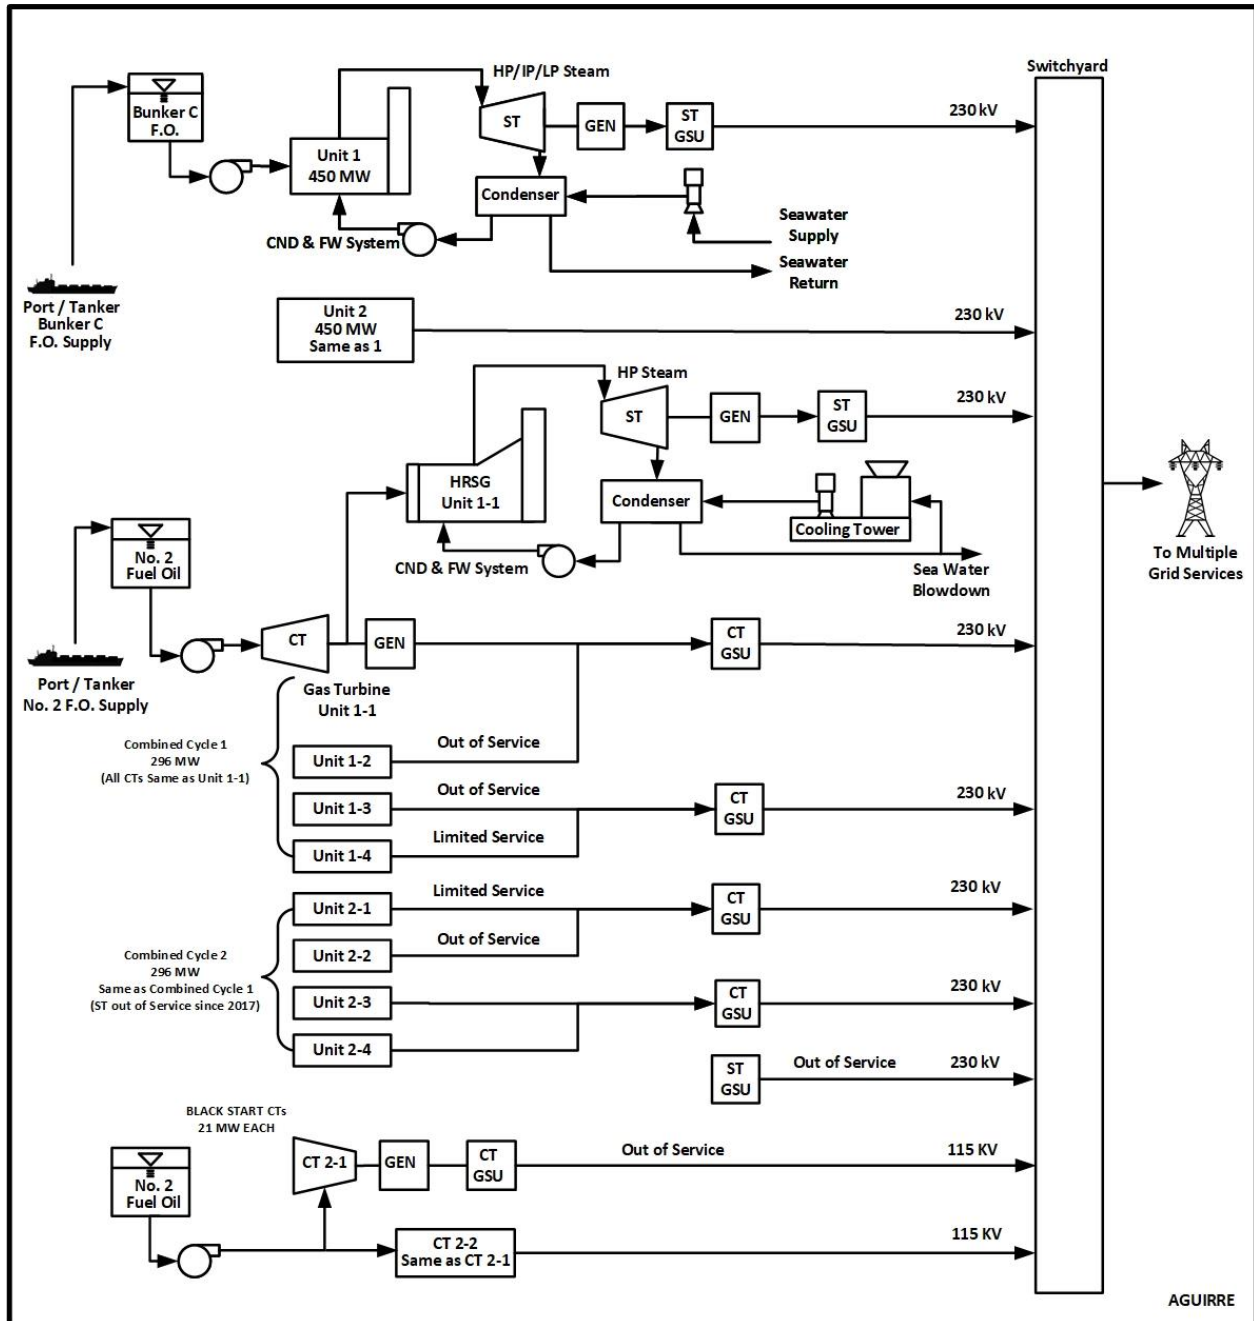 Switchyard
HP/IP/LP Steam
Bunker C
F.O.
ST
GEN
ST
GSU
230 kV
Unit 1
450 MW
Condenser
CND & FW System
Seawater
Supply
Seawater
Return
Port / Tanker
Bunker C
F.O. Supply
Unit 2
450 MW
Same as 1
230 kV
HP Steam
ST
GEN
ST
GSU
230 kV
HRSG
Unit 1-1
Condenser
Cooling Tower
CND & FW System
Sea Water
Blowdown
To Multiple
Grid Services
No. 2
Fuel Oil
CT
GEN
CT
GSU
230 kV
Port / Tanker
No. 2 F.O. Supply
Gas Turbine
Unit 1-1
Combined Cycle 1
296 MW
(All CTs Same as Unit 1-1)
Unit 1-2
Out of Service
Unit 1-3
Out of Service
CT
GSU
230 kV
Unit 1-4
Limited Service
Unit 2-1
Limited Service
CT
GSU
230 kV
Unit 2-2
Out of Service
Combined Cycle 2
296 MW
Same as Combined Cycle 1
(ST out of Service since 2017)
Unit 2-3
CT
GSU
230 kV
Unit 2-4
ST
GSU
Out of Service
230 kV
BLACK START CTs
21 MW EACH
No. 2
Fuel Oil
CT 2-1
GEN
CT
GSU
Out of Service
115 KV
CT 2-2
Same as CT 2-1
115 KV
AGUIRRE